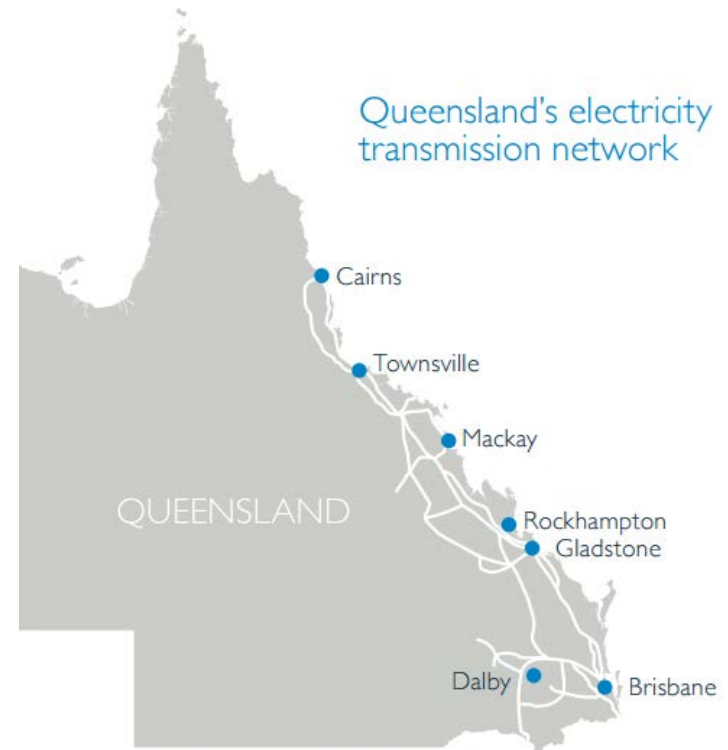 Queensland's electricity
transmission network
Cairns
Townsville
Mackay
QUEENSLAND
Rockhampton
Gladstone
Dalby
Brisbane